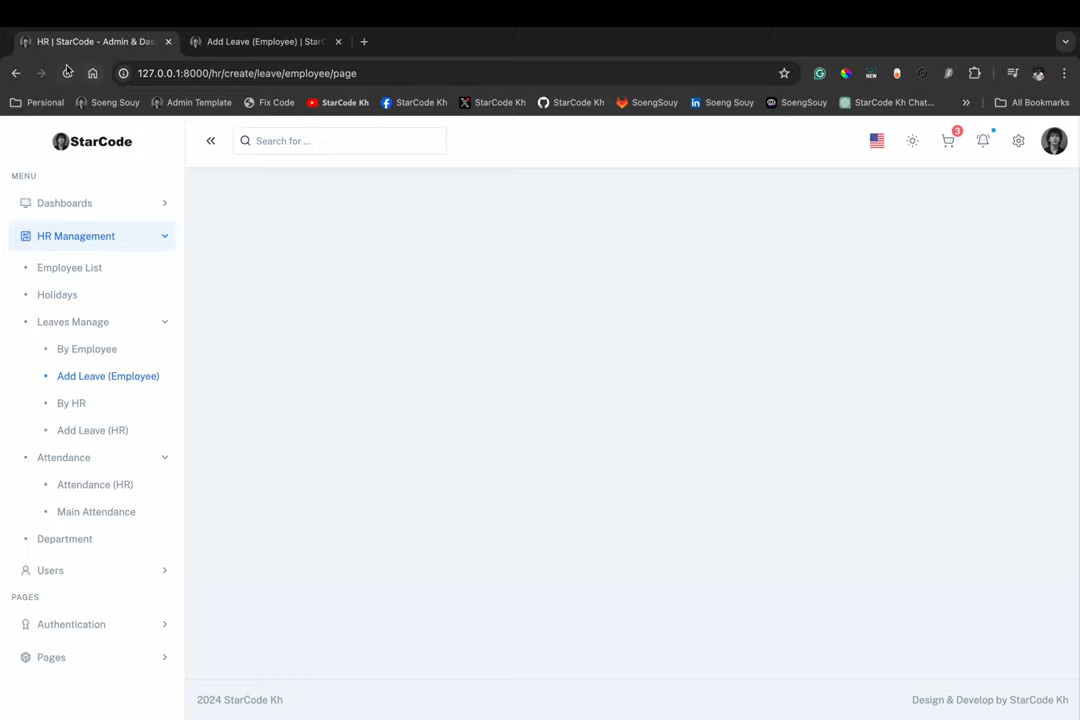 HR | StarCode - Admin & Das
Add Leave (Employee) | StarC
127.0.0.1:8000/hr/create/leave/employee/page
Personal
Soeng Souy
Admin Template
Fix Code
StarCode Kh
StarCode Kh
StarCode Kh
StarCode Kh
SoengSouy
Soeng Souy
SoengSouy
StarCode Kh Chat...
All Bookmarks
StarCode
Search for ...
3
MENU
Dashboards
HR Management
Employee List
Holidays
Leaves Manage
By Employee
Add Leave (Employee)
By HR
Add Leave (HR)
Attendance
Attendance (HR)
Main Attendance
Department
Users
PAGES
Authentication
Pages
2024 StarCode Kh
Design & Develop by StarCode Kh